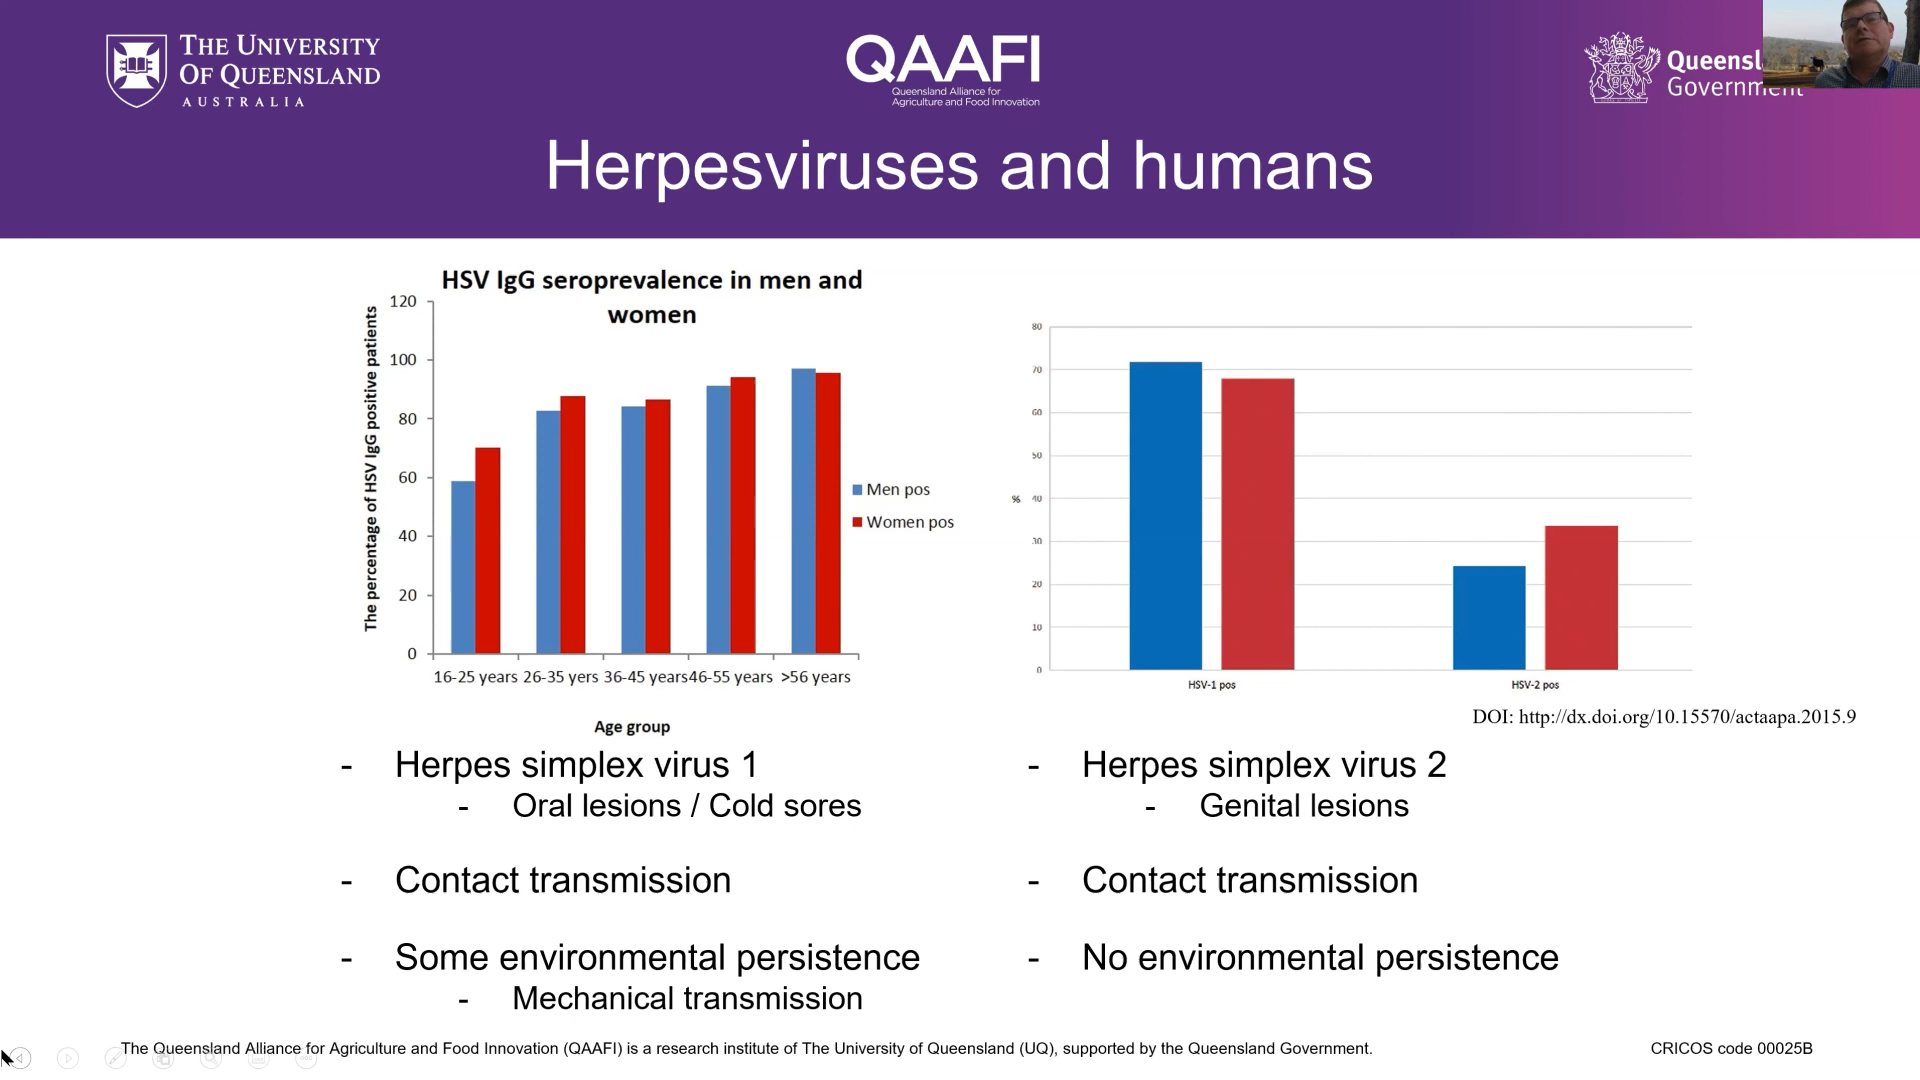 THE UNIVERSITY
OF QUEENSLAND
AUSTRALIA
QAAFI
Queensland Alliance for
Agriculture and Food Innovation
Queensl
Government
Herpesviruses and humans
HSV IgG seroprevalence in men and
women
The percentage of HSV IgG positive patients
120
100
80
60
40
20
0
Men pos
Women pos
16-25 years 26-35 yers 36-45 years 46-55 years >56 years
Age group
%
80
70
60
50
40
30
20
10
0
HSV-1 pos HSV-2 pos
DOI: http://dx.doi.org/10.15570/actaapa.2015.9
- Herpes simplex virus 1
- Oral lesions / Cold sores
- Contact transmission
- Some environmental persistence
- Mechanical transmission
- Herpes simplex virus 2
- Genital lesions
- Contact transmission
- No environmental persistence
The Queensland Alliance for Agriculture and Food Innovation (QAAFI) is a research institute of The University of Queensland (UQ), supported by the Queensland Government.
CRICOS code 00025B